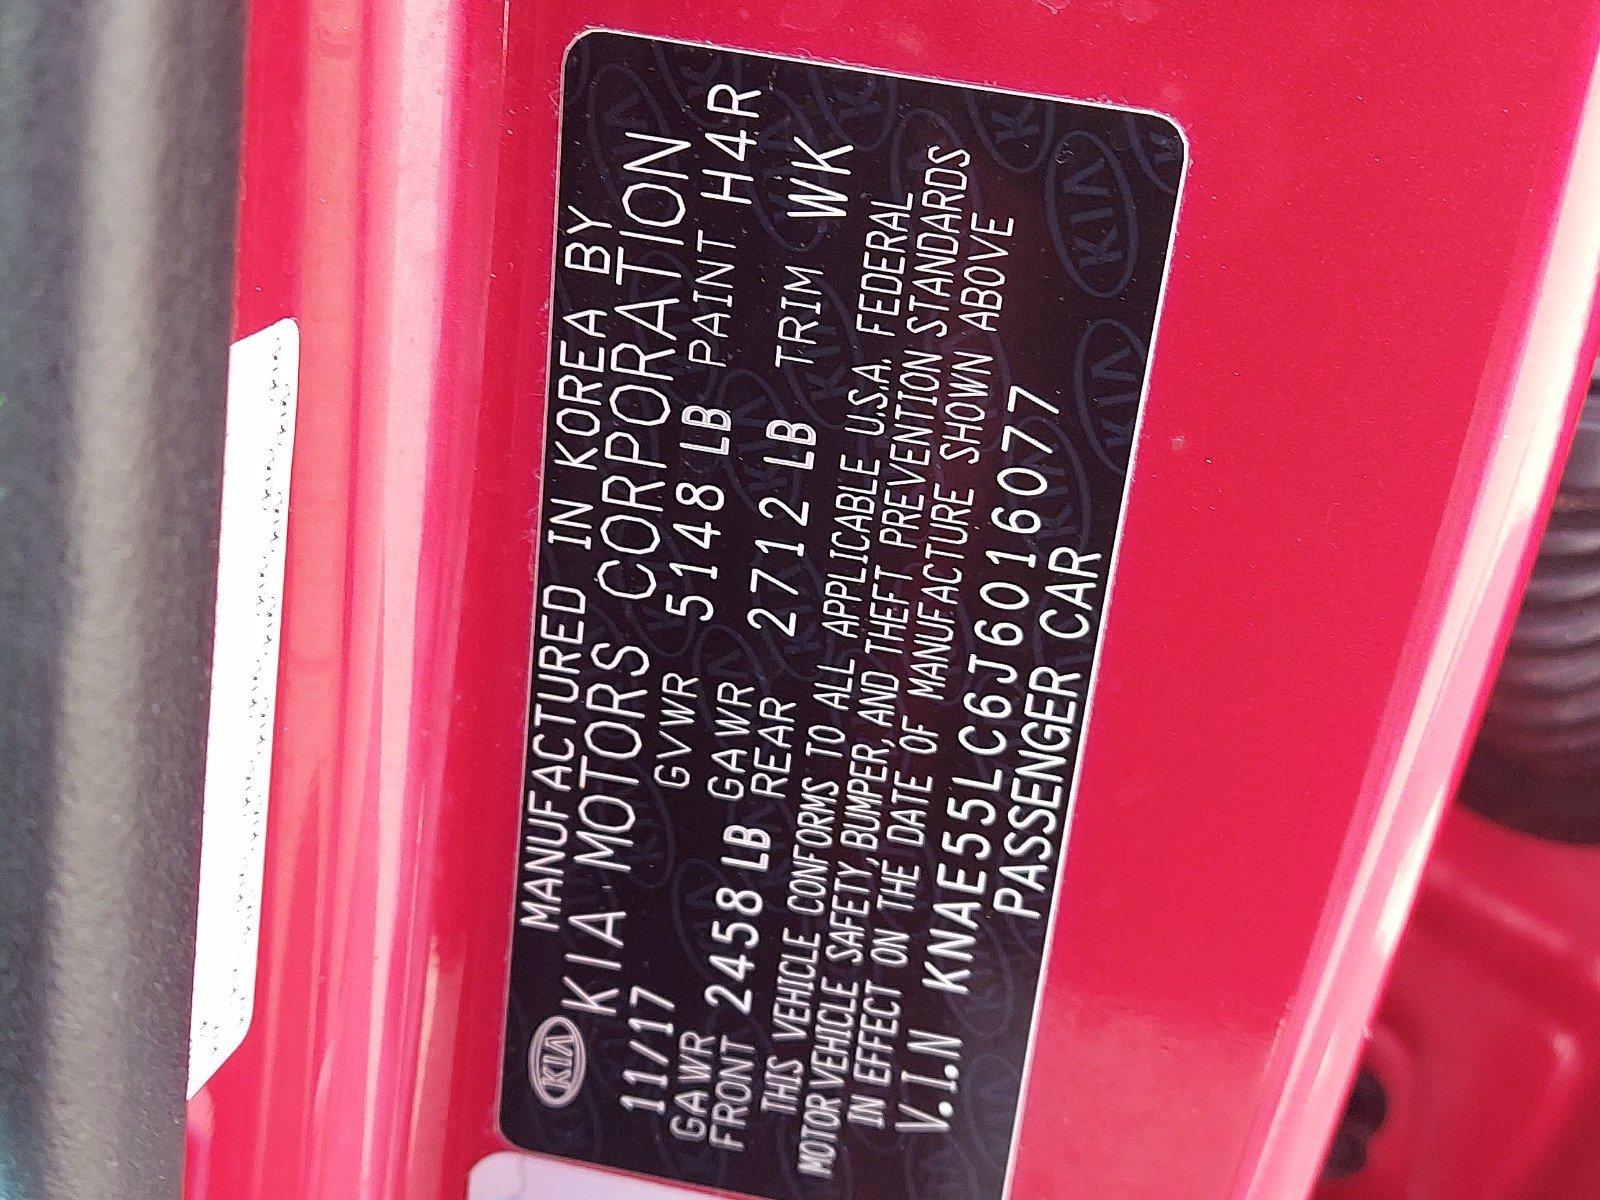 KIA
MANUFACTURED IN KOREA BY
KIA MOTORS CORPORATION
11/17 GVWR 5148 LB PAINT H4R
GAWR FRONT 2458 LB GAWR REAR 2712 LB TRIM WK
THIS VEHICLE CONFORMS TO ALL APPLICABLE U.S.A. FEDERAL
MOTOR VEHICLE SAFETY, BUMPER, AND THEFT PREVENTION STANDARDS
IN EFFECT ON THE DATE OF MANUFACTURE SHOWN ABOVE
V.I.N KNAE55LC6J6016077
PASSENGER CAR